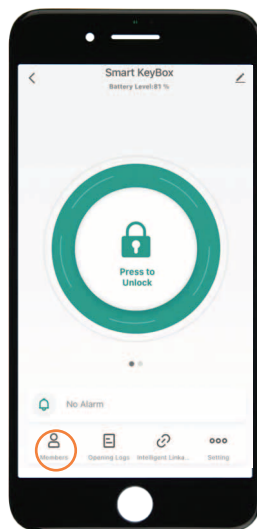 Smart KeyBox
Battery Level:81 %
Press to
Unlock
No Alarm
Members Opening Logs Intelligent Linka... Setting